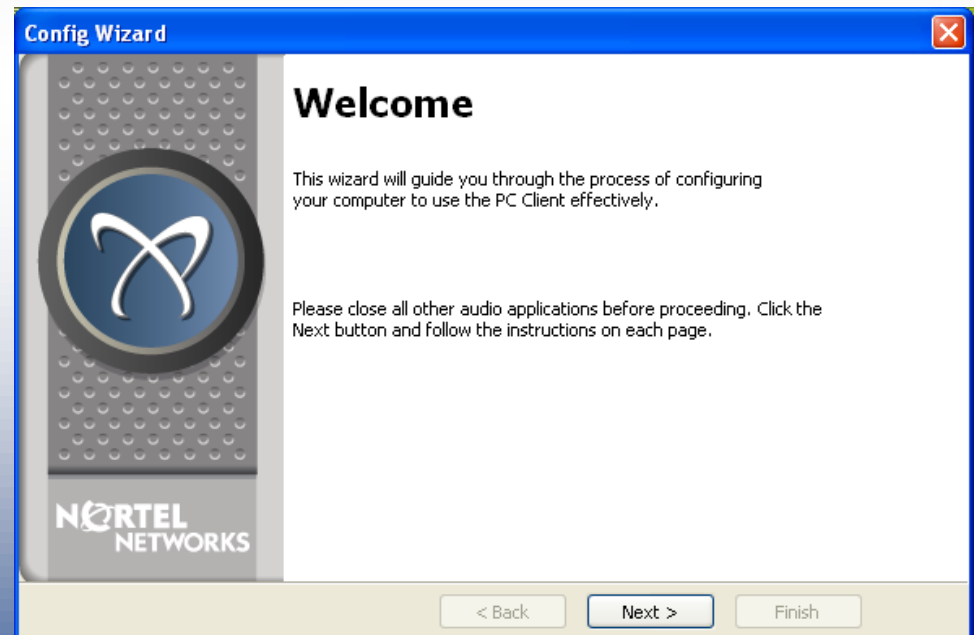 Config Wizard
Welcome
This wizard will guide you through the process of configuring
your computer to use the PC Client effectively.
Please close all other audio applications before proceeding. Click the
Next button and follow the instructions on each page.
NORTEL
NETWORKS
< Back
Next >
Finish